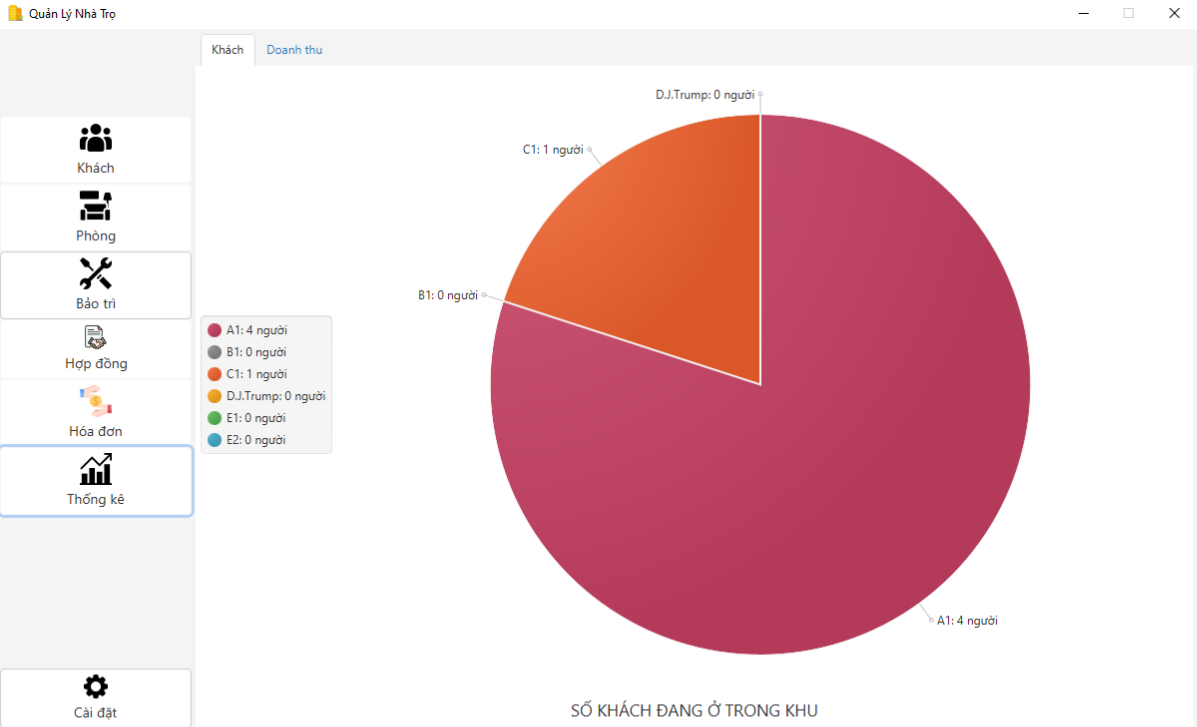 Quản Lý Nhà Trọ
Khách
Doanh thu
Khách
Phòng
Bảo trì
Hợp đồng
Hóa đơn
Thống kê
Cài đặt
A1: 4 người
B1: 0 người
C1: 1 người
D.J.Trump: 0 người
E1: 0 người
E2: 0 người
D.J.Trump: 0 người
C1: 1 người
B1: 0 người
A1: 4 người
SỐ KHÁCH ĐANG Ở TRONG KHU